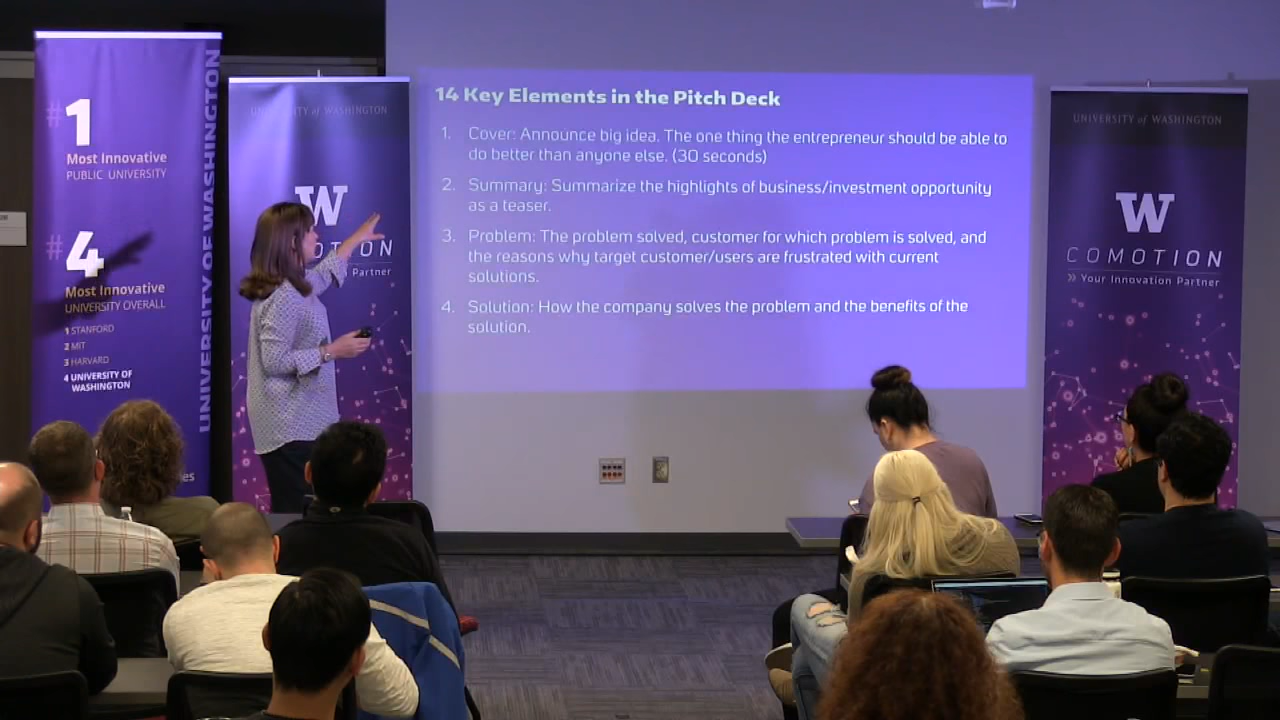 #1
Most Innovative
PUBLIC UNIVERSITY
#4
Most Innovative
UNIVERSITY OVERALL
1 STANFORD
2 MIT
3 HARVARD
4 UNIVERSITY OF
WASHINGTON
UNIVERSITY OF WASHINGTON
UNIVERSITY of WASHINGTON
W
OTION
Partner
14 Key Elements in the Pitch Deck
1. Cover: Announce big idea. The one thing the entrepreneur should be able to
do better than anyone else. (30 seconds)
2. Summary: Summarize the highlights of business/investment opportunity
as a teaser.
3. Problem: The problem solved, customer for which problem is solved, and
the reasons why target customer/users are frustrated with current
solutions.
4. Solution: How the company solves the problem and the benefits of the
solution.
UNIVERSITY of WASHINGTON
W
COMOTION
» Your Innovation Partner